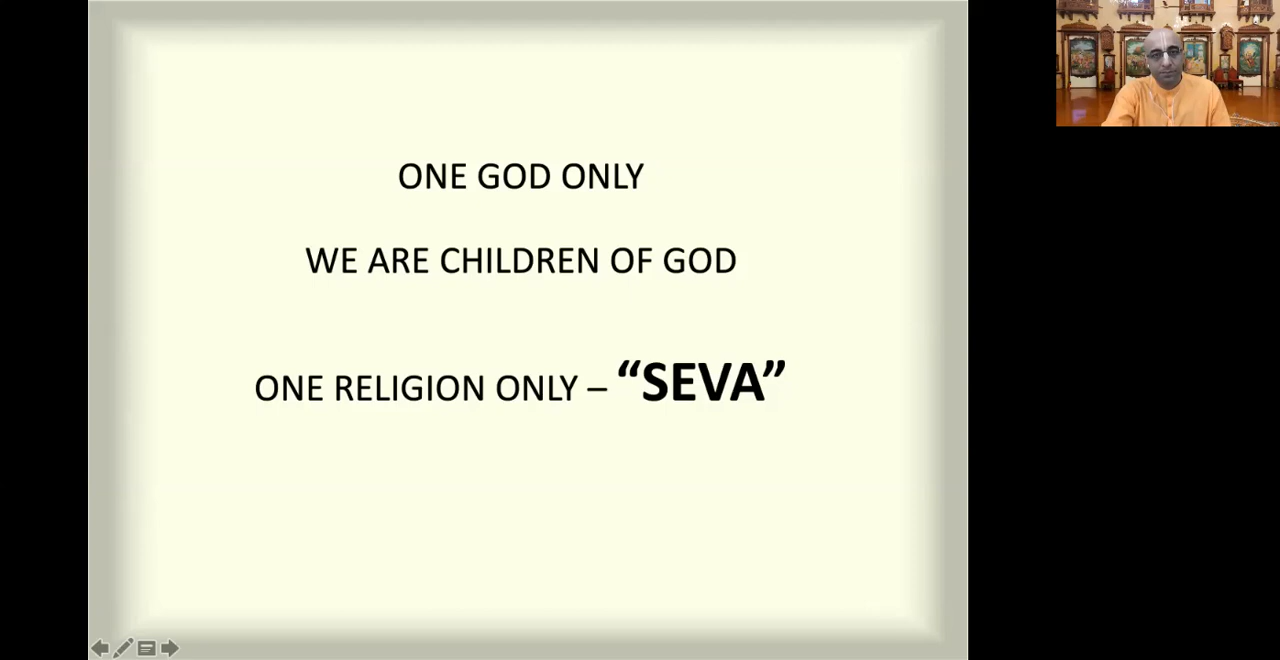 ONE GOD ONLY
WE ARE CHILDREN OF GOD
ONE RELIGION ONLY – “SEVA”